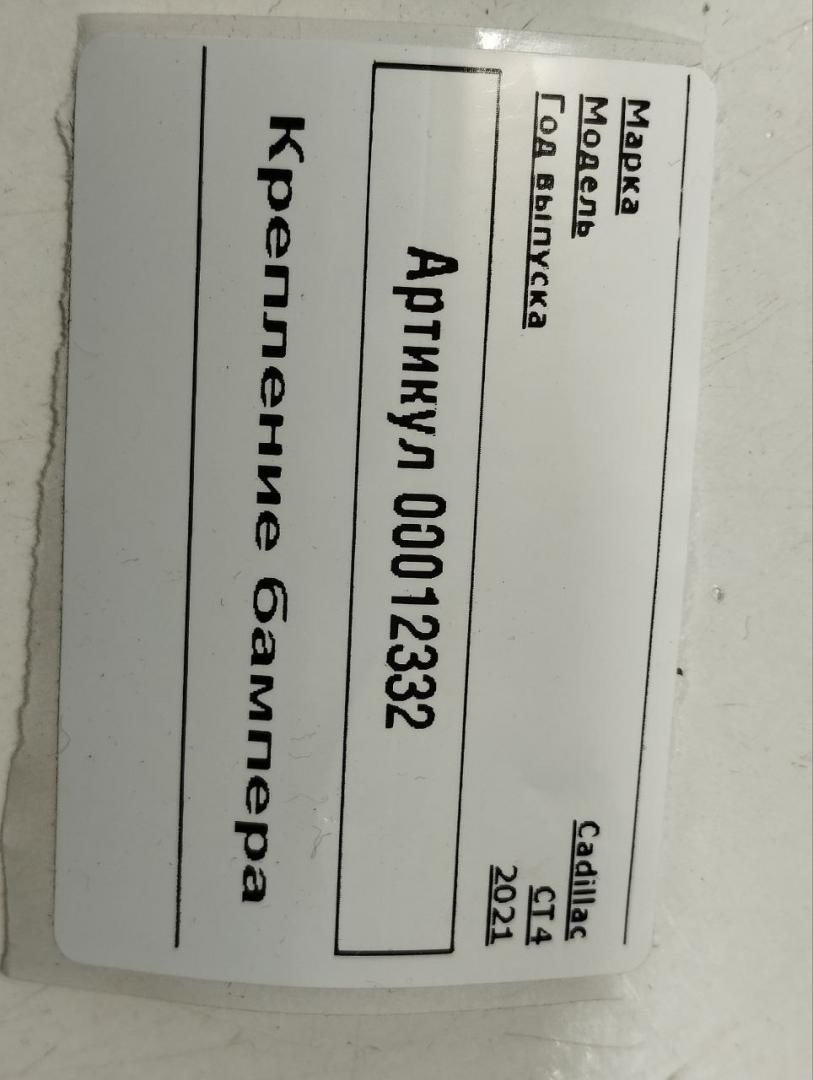 Марка Cadillac
Модель CT4
Год выпуска 2021
Артикул 00012332
Крепление бампера